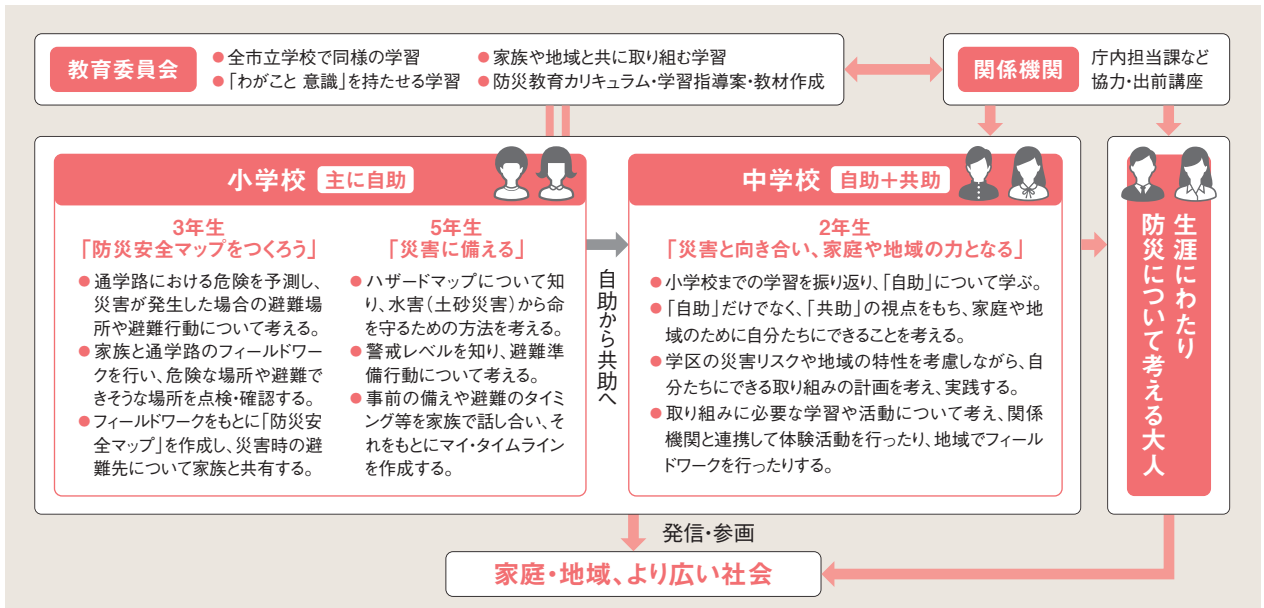 教育委員会
● 全市立学校で同様の学習
● 「わがこと 意識」を持たせる学習
● 家族や地域と共に取り組む学習
● 防災教育カリキュラム・学習指導案・教材作成
関係機関
庁内担当課など
協力・出前講座
小学校 主に自助
3年生
「防災安全マップをつくろう」
● 通学路における危険を予測し、
災害が発生した場合の避難場
所や避難行動について考える。
● 家族と通学路のフィールドワー
クを行い、危険な場所や避難で
きそうな場所を点検・確認する。
● フィールドワークをもとに「防災安
全マップ」を作成し、災害時の避
難先について家族と共有する。
5年生
「災害に備える」
● ハザードマップについて知
り、水害（土砂災害）から命
を守るための方法を考える。
● 警戒レベルを知り、避難準
備行動について考える。
● 事前の備えや避難のタイミ
ング等を家族で話し合い、そ
れをもとにマイ・タイムライン
を作成する。
自助から共助へ
中学校 自助＋共助
2年生
「災害と向き合い、家庭や地域の力となる」
● 小学校までの学習を振り返り、「自助」について学ぶ。
● 「自助」だけでなく、「共助」の視点をもち、家庭や地
域のために自分たちにできることを考える。
● 学区の災害リスクや地域の特性を考慮しながら、自
分たちにできる取り組みの計画を考え、実践する。
● 取り組みに必要な学習や活動について考え、関係
機関と連携して体験活動を行ったり、地域でフィール
ドワークを行ったりする。
生涯にわたり
防災について考える大人
発信・参画
家庭・地域、より広い社会